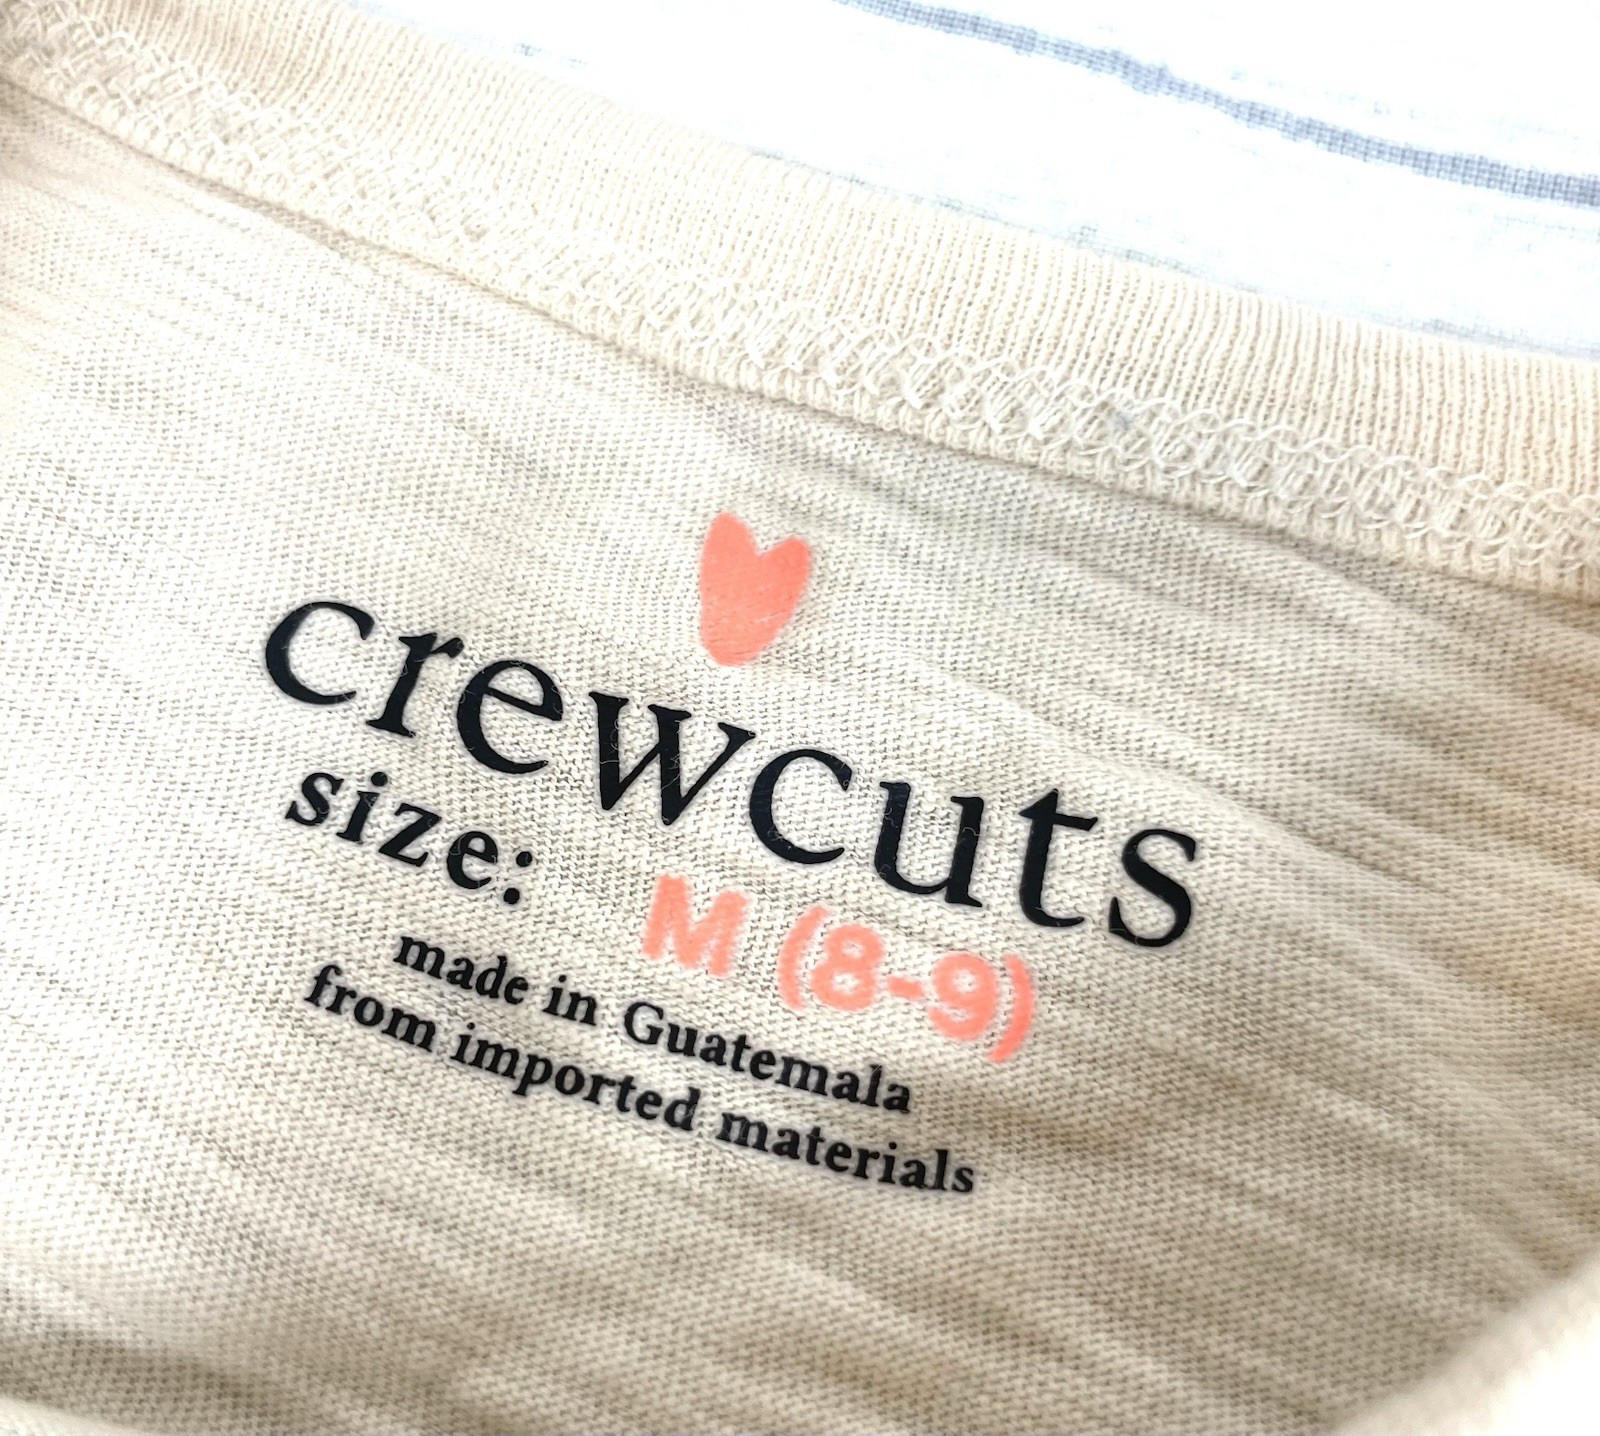 crewcuts
size: M (8-9)
made in Guatemala
from imported materials